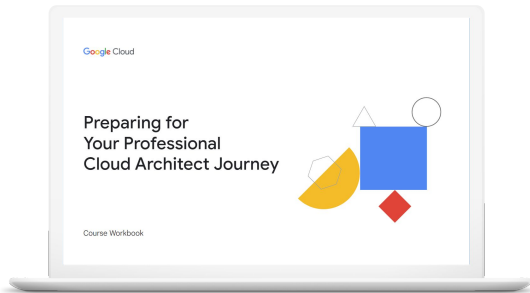 Google Cloud
Preparing for
Your Professional
Cloud Architect Journey
Course Workbook